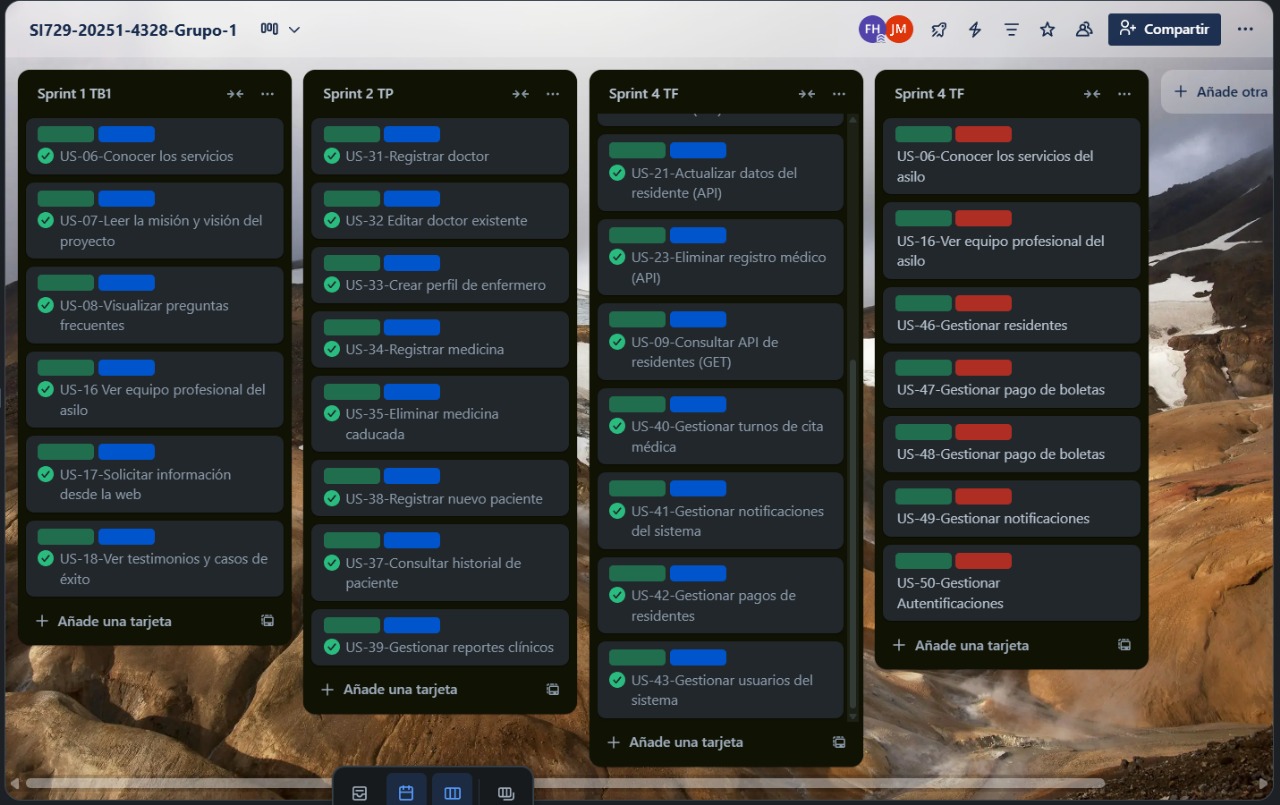 SI729-20251-4328-Grupo-1
FH
JM
Compartir
Sprint 1 TB1
US-06-Conocer los servicios
US-07-Leer la misión y visión del
proyecto
US-08-Visualizar preguntas
frecuentes
US-16 Ver equipo profesional del
asilo
US-17-Solicitar información
desde la web
US-18-Ver testimonios y casos de
éxito
Añade una tarjeta
Sprint 2 TP
US-31-Registrar doctor
US-32 Editar doctor existente
US-33-Crear perfil de enfermero
US-34-Registrar medicina
US-35-Eliminar medicina
caducada
US-38-Registrar nuevo paciente
US-37-Consultar historial de
paciente
US-39-Gestionar reportes clínicos
Añade una tarjeta
Sprint 4 TF
US-21-Actualizar datos del
residente (API)
US-23-Eliminar registro médico
(API)
US-09-Consultar API de
residentes (GET)
US-40-Gestionar turnos de cita
médica
US-41-Gestionar notificaciones
del sistema
US-42-Gestionar pagos de
residentes
US-43-Gestionar usuarios del
sistema
Añade una tarjeta
Sprint 4 TF
US-06-Conocer los servicios del
asilo
US-16-Ver equipo profesional del
asilo
US-46-Gestionar residentes
US-47-Gestionar pago de boletas
US-48-Gestionar pago de boletas
US-49-Gestionar notificaciones
US-50-Gestionar
Autentificaciones
Añade una tarjeta
Añade otra